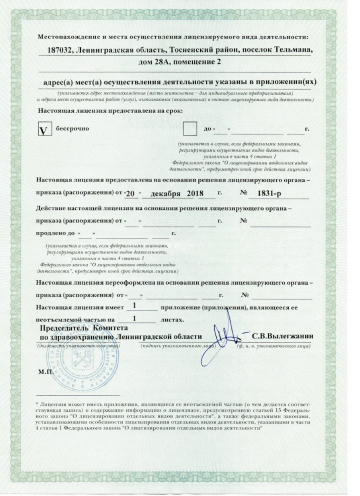 Местонахождение и места осуществления лицензируемого вида деятельности:
187032, Ленинградская область, Тосненский район, поселок Тельмана,
дом 28А, помещение 2
адрес(а) мест(а) осуществления деятельности указаны в приложении(ях)
(указываются адрес местонахождения (место жительства – для индивидуального предпринимателя)
и адреса мест осуществления работ (услуг), выполняемых (оказываемых) в составе лицензируемого вида деятельности)
Настоящая лицензия предоставлена на срок:
V бессрочно до - - г.
(указывается в случае, если федеральными законами,
регулирующими осуществление видов деятельности,
указанных в части 4 статьи 1
Федерального закона "О лицензировании отдельных видов
деятельности", предусмотрен иной срок действия лицензии)
Настоящая лицензия предоставлена на основании решения лицензирующего органа –
приказа (распоряжения) от «20» декабря 2018 г. № 1831-р
Действие настоящей лицензии на основании решения лицензирующего органа –
приказа (распоряжения) от - - г. №
продлено до - - г.
(указывается в случае, если федеральными законами,
регулирующими осуществление видов деятельности,
указанных в части 4 статьи 1
Федерального закона "О лицензировании отдельных видов
деятельности", предусмотрен иной срок действия лицензии)
Настоящая лицензия переоформлена на основании решения лицензирующего органа –
приказа (распоряжения) от - - г. №
Настоящая лицензия имеет 1 приложение (приложения), являющееся ее
неотъемлемой частью на 1 листах.
Председатель Комитета
по здравоохранению Ленинградской области С.В.Вылегжанин
(должность уполномоченного лица) (подпись уполномоченного лица) (ф., и., о. уполномоченного лица)
М.П.
* Лицензия может иметь приложения, являющиеся ее неотъемлемой частью (о чем делается соответст-
вующая запись) и содержащие информацию о лицензиате, предусмотренную статьей 15 Федераль-
ного закона "О лицензировании отдельных видов деятельности", а также федеральными законами,
устанавливающими особенности лицензирования отдельных видов деятельности, указанных в части
4 статьи 1 Федерального закона "О лицензировании отдельных видов деятельности"